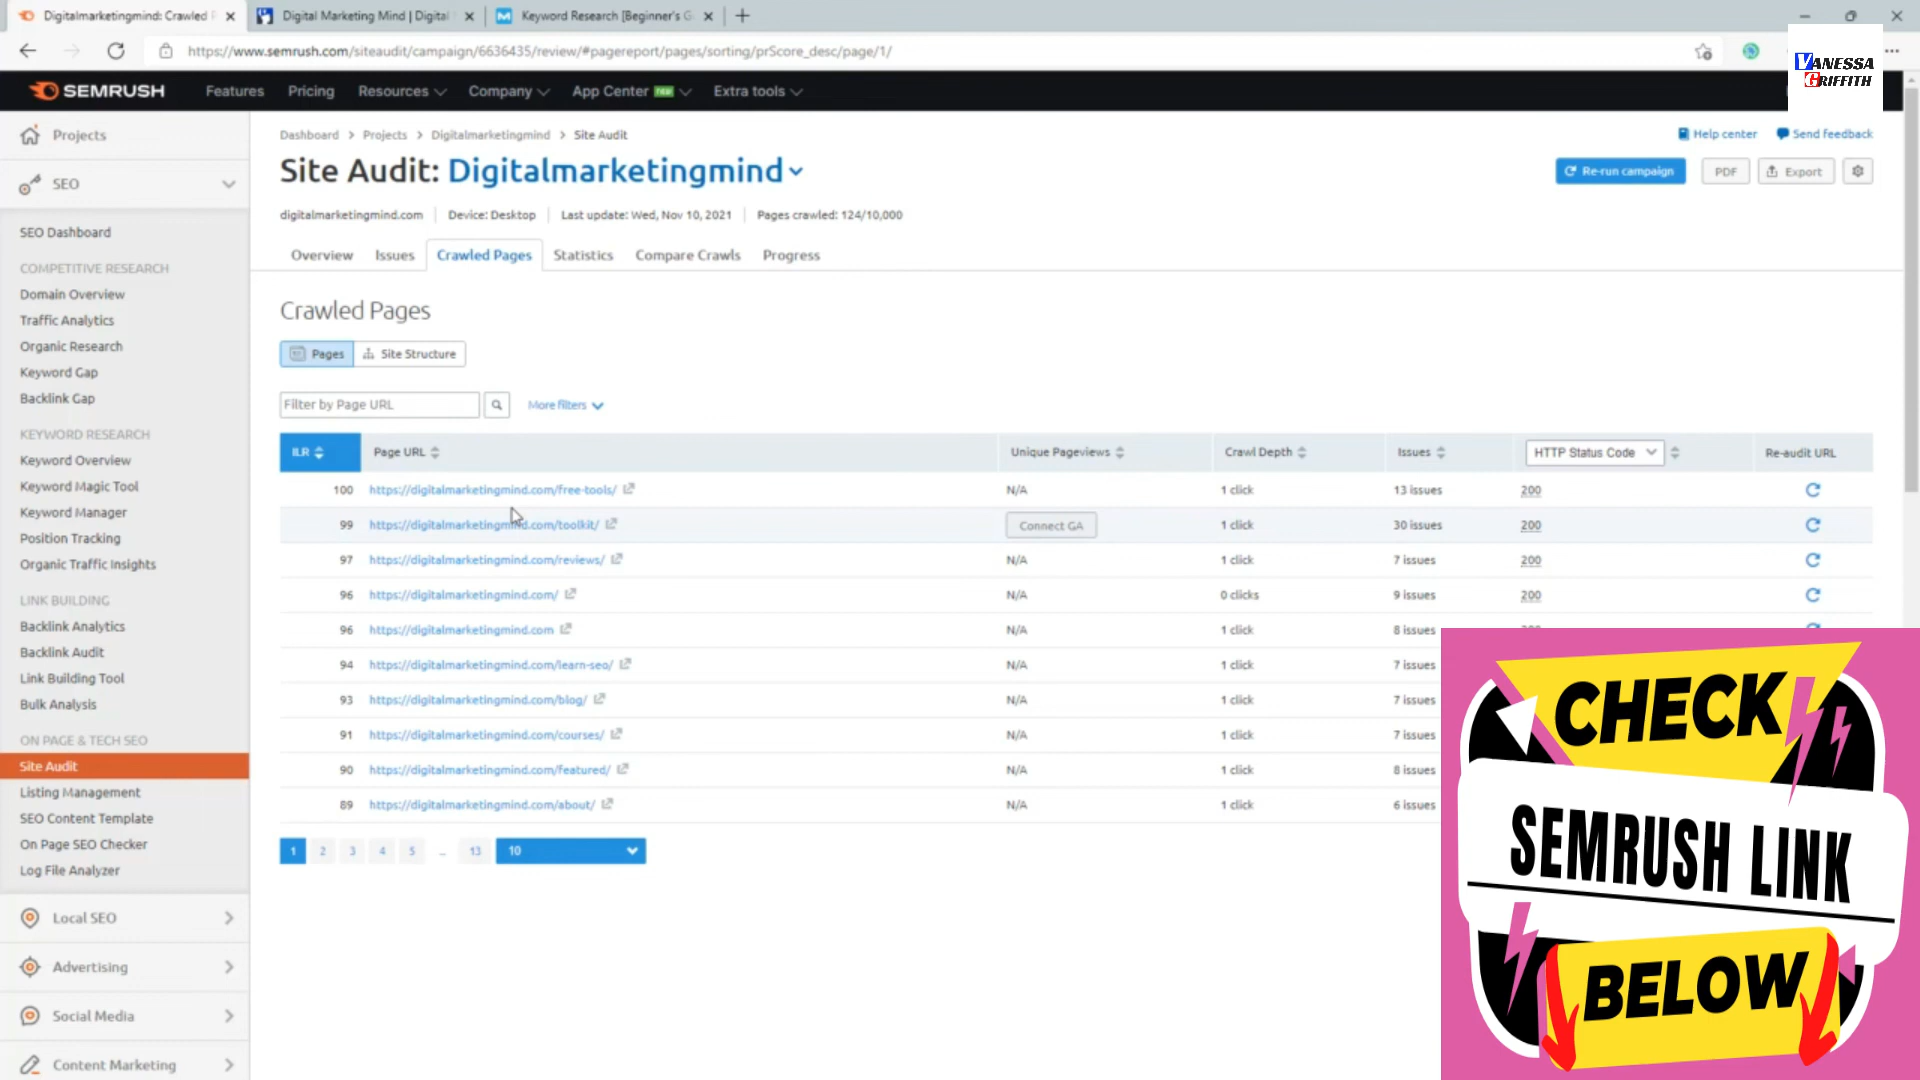 Digitalmarketingmind: Crawled P
Digital Marketing Mind | Digital
Keyword Research [Beginner's G
https://www.semrush.com/siteaudit/campaign/6636435/review/#pagereport/pages/sorting/prScore_desc/page/1/
VANESSA
GRIFFITH
SEMRUSH
Features
Pricing
Resources
Company
App Center
Extra tools
Projects
SEO
SEO Dashboard
COMPETITIVE RESEARCH
Domain Overview
Traffic Analytics
Organic Research
Keyword Gap
Backlink Gap
KEYWORD RESEARCH
Keyword Overview
Keyword Magic Tool
Keyword Manager
Position Tracking
Organic Traffic Insights
LINK BUILDING
Backlink Analytics
Backlink Audit
Link Building Tool
Bulk Analysis
ON PAGE & TECH SEO
Site Audit
Listing Management
SEO Content Template
On Page SEO Checker
Log File Analyzer
Local SEO
Advertising
Social Media
Content Marketing
Dashboard > Projects > Digitalmarketingmind > Site Audit
Help center
Send feedback
Site Audit: Digitalmarketingmind
Re-run campaign
PDF
Export
digitalmarketingmind.com
Device: Desktop
Last update: Wed, Nov 10, 2021
Pages crawled: 124/10,000
Overview
Issues
Crawled Pages
Statistics
Compare Crawls
Progress
Crawled Pages
Pages
Site Structure
Filter by Page URL
More filters
ILR Page URL Unique Pageviews Crawl Depth Issues HTTP Status Code Re-audit URL
100 https://digitalmarketingmind.com/free-tools/ N/A 1 click 13 issues 200
99 https://digitalmarketingmind.com/toolkit/ Connect GA 1 click 30 issues 200
97 https://digitalmarketingmind.com/reviews/ N/A 1 click 7 issues 200
96 https://digitalmarketingmind.com/ N/A 0 clicks 9 issues 200
96 https://digitalmarketingmind.com N/A 1 click 8 issues
94 https://digitalmarketingmind.com/learn-seo/ N/A 1 click 7 issues
93 https://digitalmarketingmind.com/blog/ N/A 1 click 7 issues
91 https://digitalmarketingmind.com/courses/ N/A 1 click 7 issues
90 https://digitalmarketingmind.com/featured/ N/A 1 click 8 issues
89 https://digitalmarketingmind.com/about/ N/A 1 click 6 issues
1 2 3 4 5 ... 13 10
CHECK
SEMRUSH LINK
BELOW